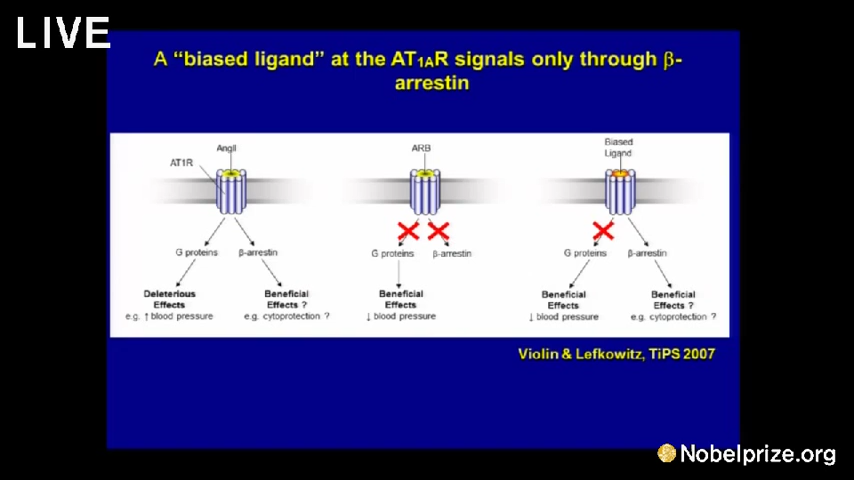 LIVE
A “biased ligand” at the AT1AR signals only through β-
arrestin
AngII
AT1R
G proteins
β-arrestin
Deleterious
Effects
e.g. ↑ blood pressure
Beneficial
Effects ?
e.g. cytoprotection ?
ARB
G proteins
β-arrestin
Beneficial
Effects
↓ blood pressure
Biased
Ligand
G proteins
β-arrestin
Beneficial
Effects
↓ blood pressure
Beneficial
Effects ?
e.g. cytoprotection ?
Violin & Lefkowitz, TiPS 2007
Nobelprize.org